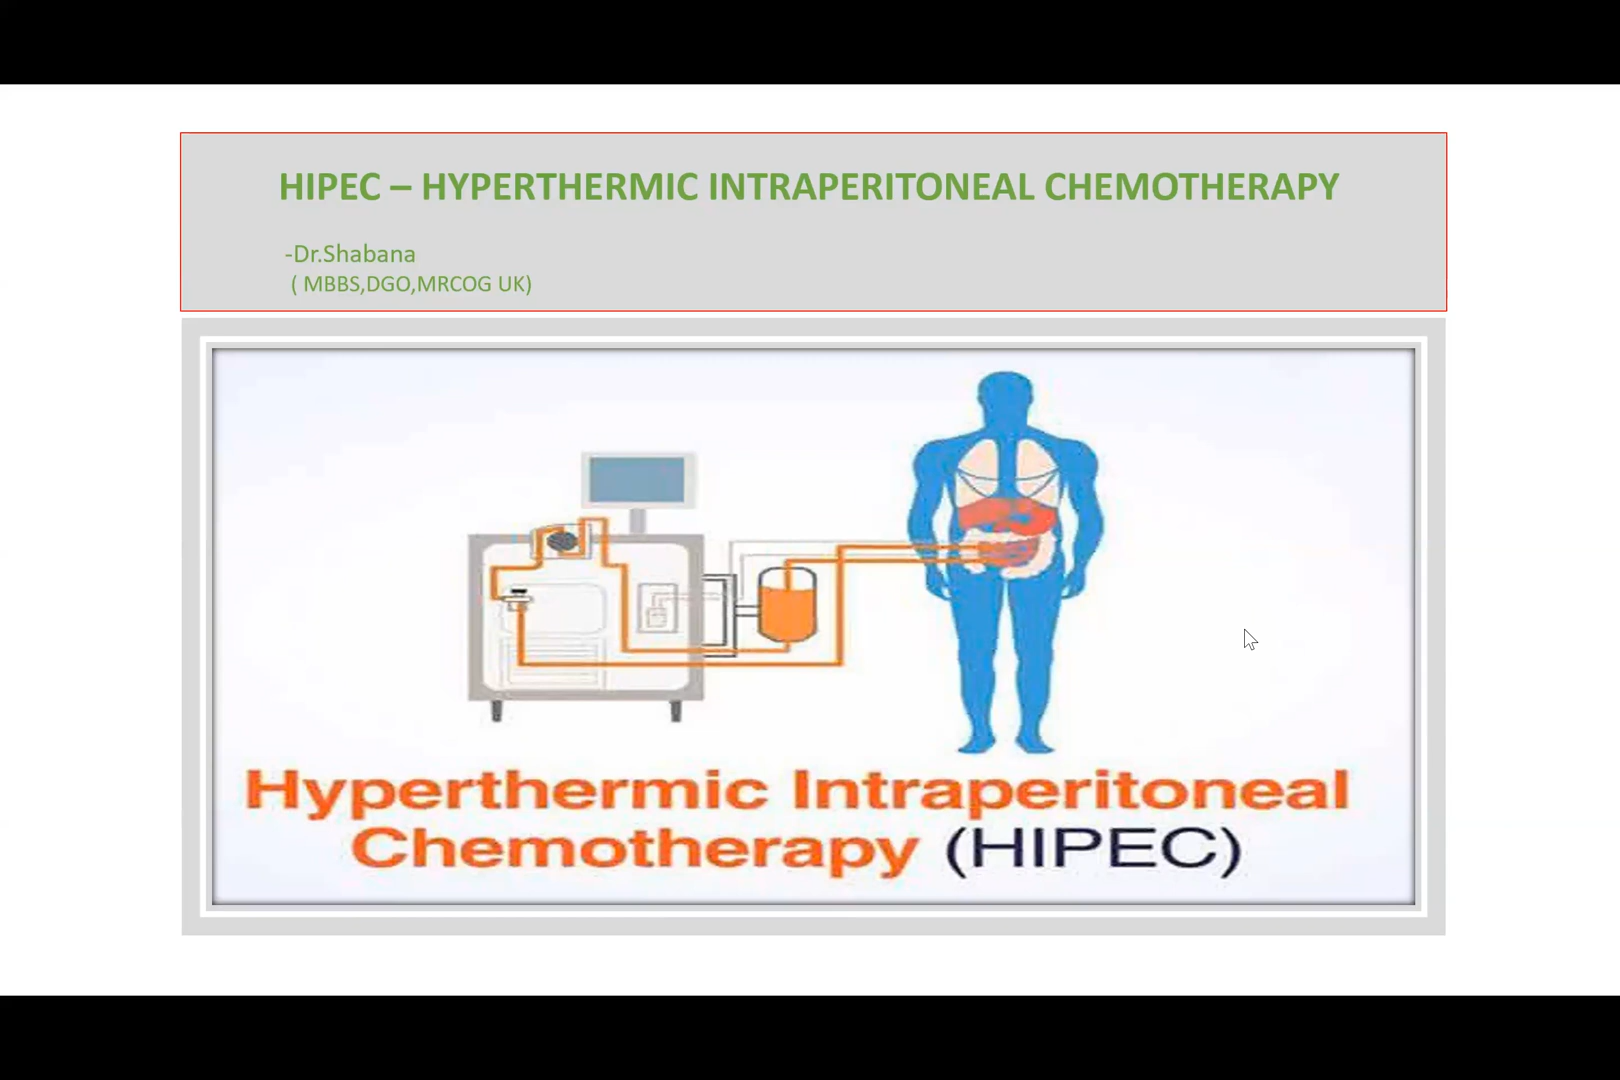 HIPEC – HYPERTHERMIC INTRAPERITONEAL CHEMOTHERAPY
-Dr.Shabana
( MBBS,DGO,MRCOG UK)
Hyperthermic Intraperitoneal
Chemotherapy (HIPEC)